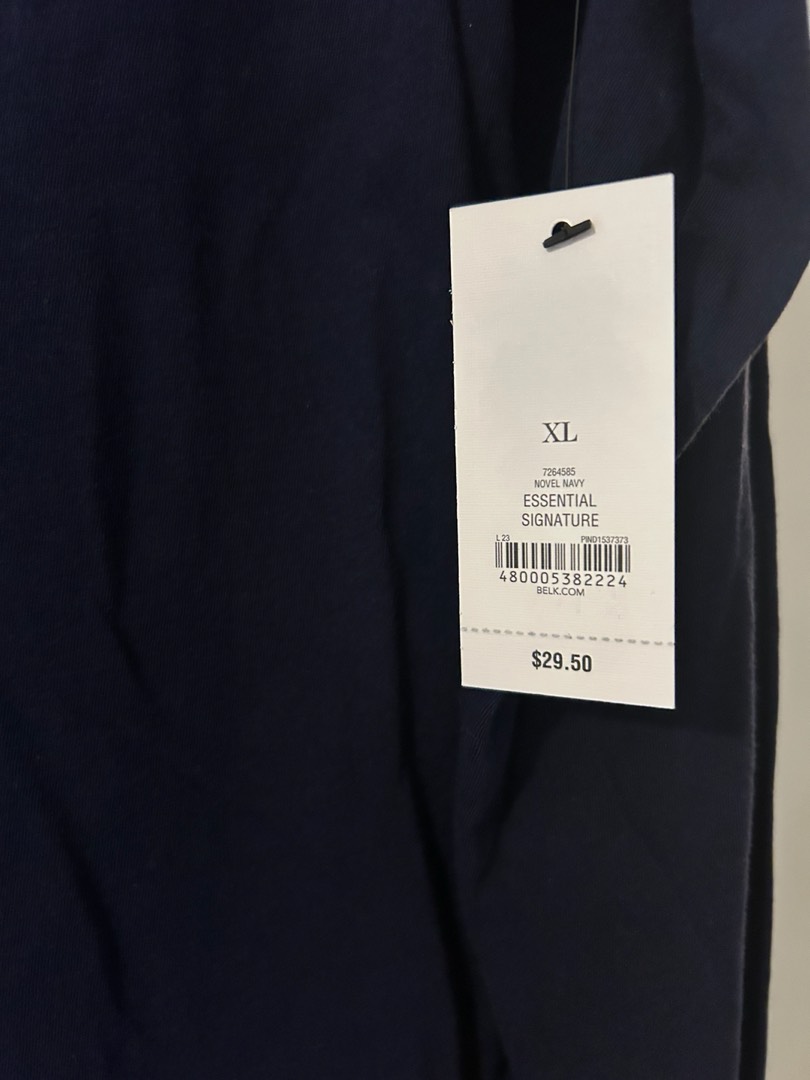 XL
7264585
NOVEL NAVY
ESSENTIAL
SIGNATURE
L 23 PIND1537373
480005382224
BELK.COM
$29.50